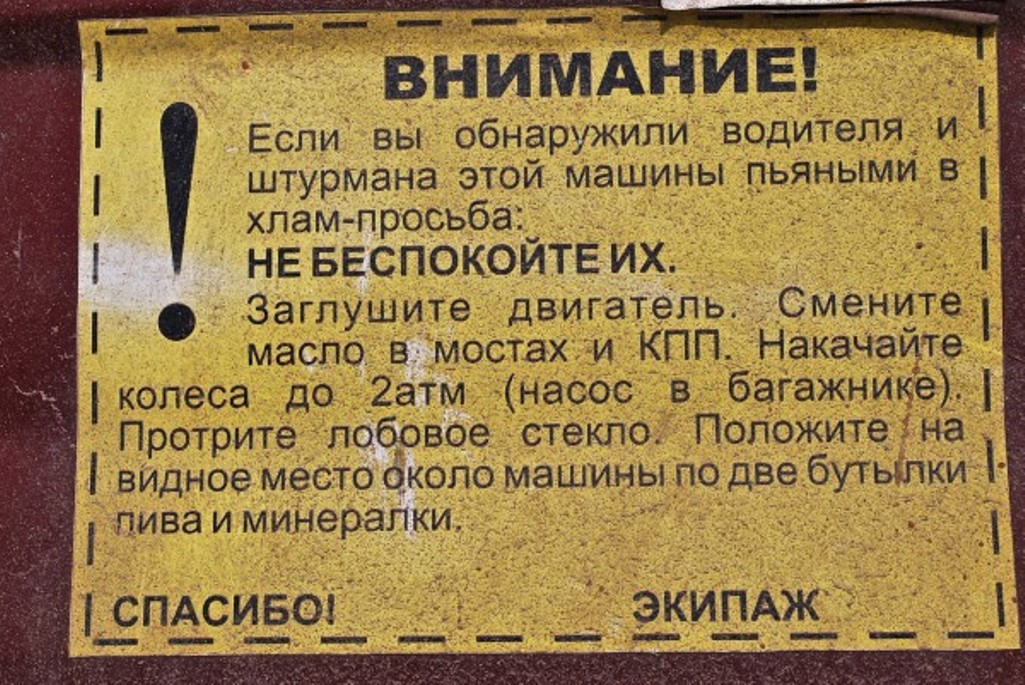 ВНИМАНИЕ!
Если вы обнаружили водителя и
штурмана этой машины пьяными в
хлам-просьба:
НЕ БЕСПОКОЙТЕ ИХ.
Заглушите двигатель. Смените
масло в мостах и КПП. Накачайте
колеса до 2атм (насос в багажнике).
Протрите лобовое стекло. Положите на
видное место около машины по две бутылки
пива и минералки.
СПАСИБО! ЭКИПАЖ